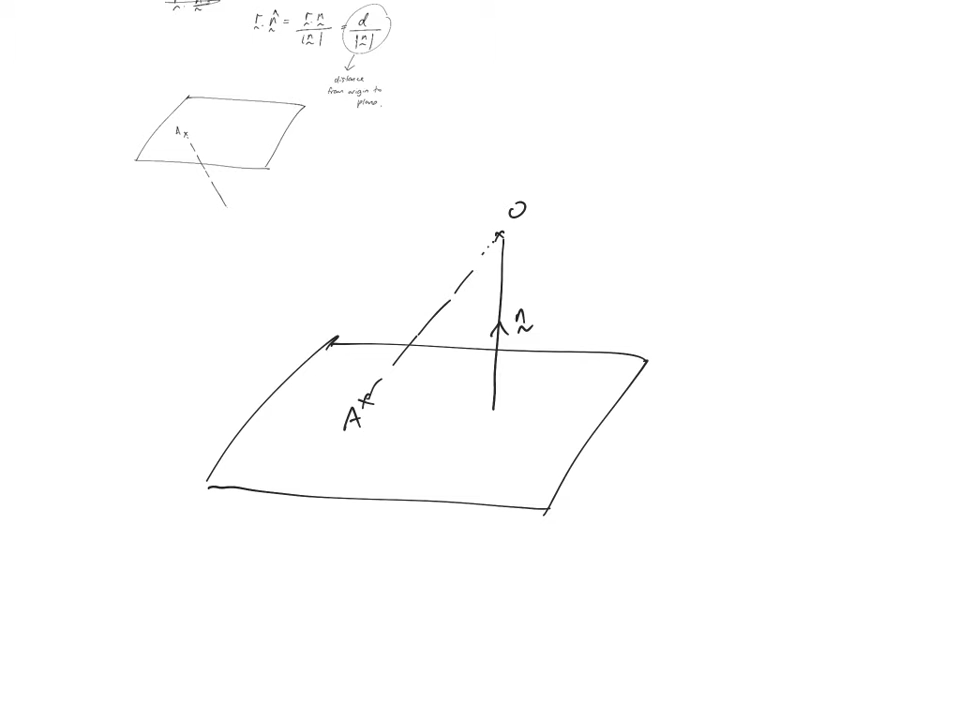 r . n̂ = r . n / |n| = d / |n|
distance
from origin to
plane.
A
O
n
A